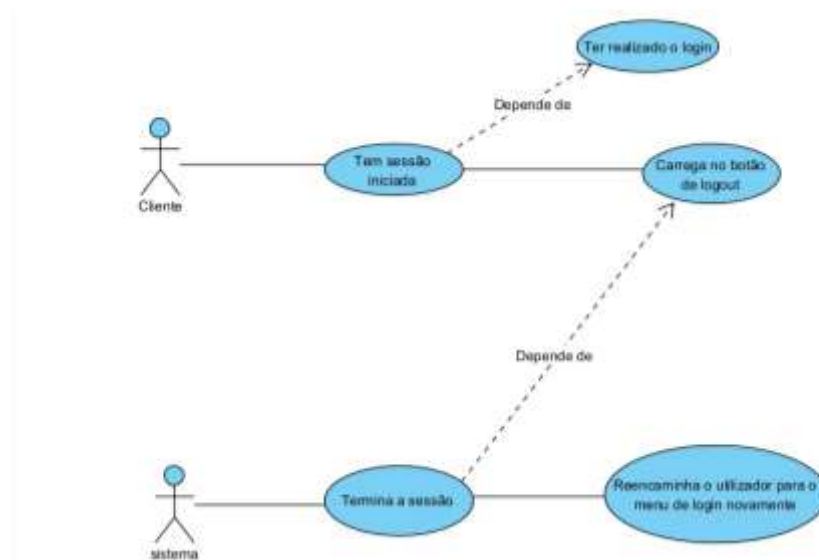 Ter realizado o login
Depende de
Tem sessão
iniciada
Carrega no botão
de logout
Cliente
Depende de
Termina a sessão
Reencaminha o utilizador para o
menu de login novamente
sistema